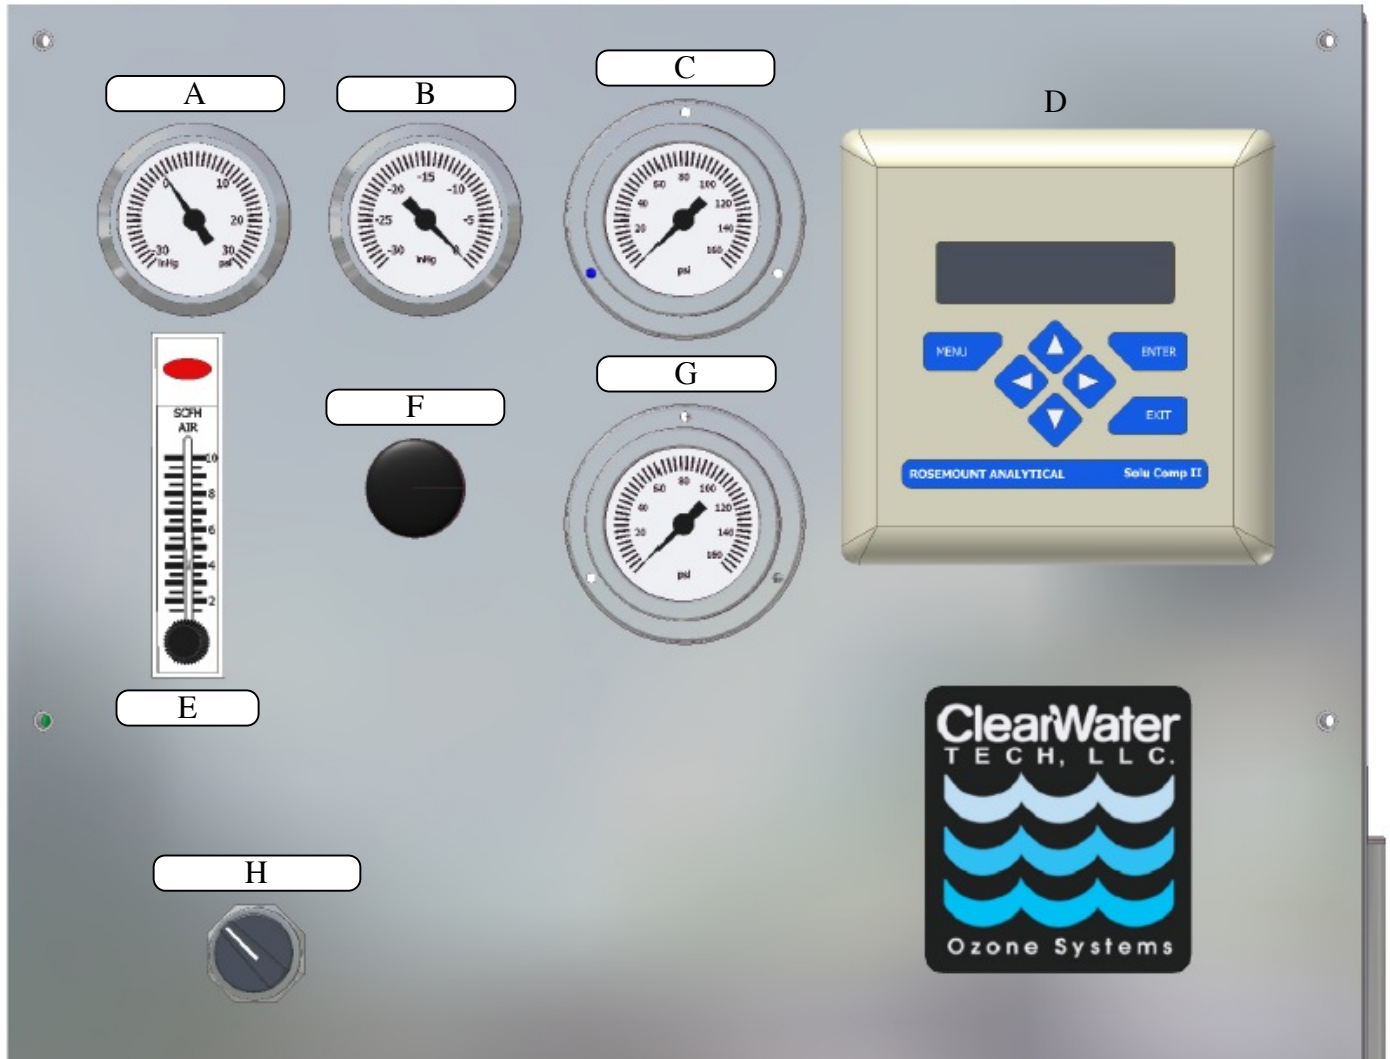 A
B
C
D
0
10
20
30
psi
-30
inHg
-15
-20
-10
-25
-5
-30
0
inHg
80
60
100
40
120
20
140
160
psi
MENU
ENTER
EXIT
ROSEMOUNT ANALYTICAL
Solu Comp II
SCFH
AIR
10
8
6
4
2
E
F
G
80
60
100
40
120
20
140
160
psi
ClearWater
TECH, LLC.
Ozone Systems
H